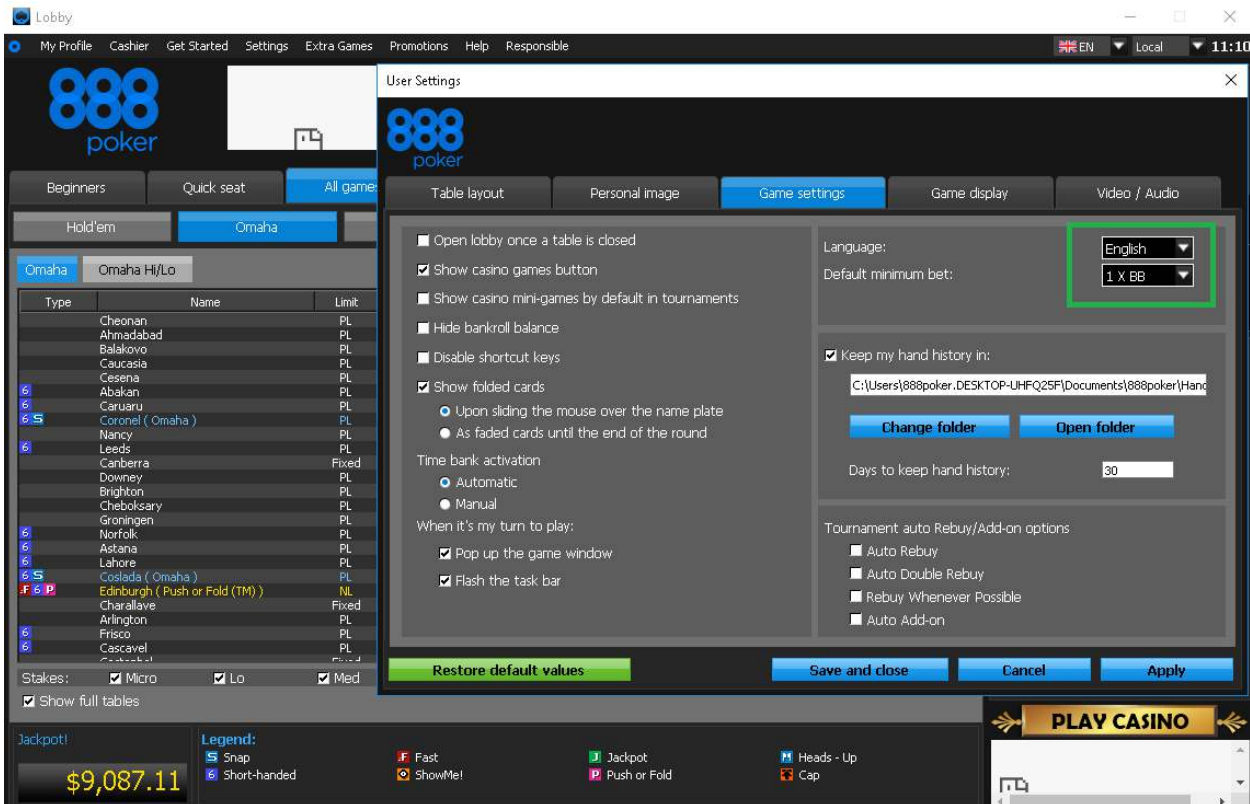 Lobby
My Profile Cashier Get Started Settings Extra Games Promotions Help Responsible EN Local 11:10
888
poker
Beginners Quick seat All game
Hold'em Omaha
Omaha Omaha Hi/Lo
Type Name Limit
Cheonan PL
Ahmadabad PL
Balakovo PL
Caucasia PL
Cesena PL
6 Abakan PL
6 Caruaru PL
6 S Coronel ( Omaha ) PL
Nancy PL
6 Leeds PL
Canberra Fixed
Downey PL
Brighton PL
Cheboksary PL
Groningen PL
6 Norfolk PL
6 Astana PL
6 Lahore PL
6 S Coslada ( Omaha ) PL
F 6 P Edinburgh ( Push or Fold (TM) ) NL
Charallave Fixed
Arlington PL
6 Frisco PL
6 Cascavel PL
Stakes: Micro Lo Med
Show full tables
User Settings
888
poker
Table layout Personal image Game settings Game display Video / Audio
Open lobby once a table is closed
Show casino games button
Show casino mini-games by default in tournaments
Hide bankroll balance
Disable shortcut keys
Show folded cards
Upon sliding the mouse over the name plate
As faded cards until the end of the round
Time bank activation
Automatic
Manual
When it's my turn to play:
Pop up the game window
Flash the task bar
Language: English
Default minimum bet: 1 X BB
Keep my hand history in:
C:\Users\888poker.DESKTOP-UHFQ25F\Documents\888poker\Hand
Change folder Open folder
Days to keep hand history: 30
Tournament auto Rebuy/Add-on options
Auto Rebuy
Auto Double Rebuy
Rebuy Whenever Possible
Auto Add-on
Restore default values Save and close Cancel Apply
Jackpot!
$9,087.11
Legend:
S Snap F Fast J Jackpot H Heads - Up
6 Short-handed ShowMe! P Push or Fold Cap
PLAY CASINO